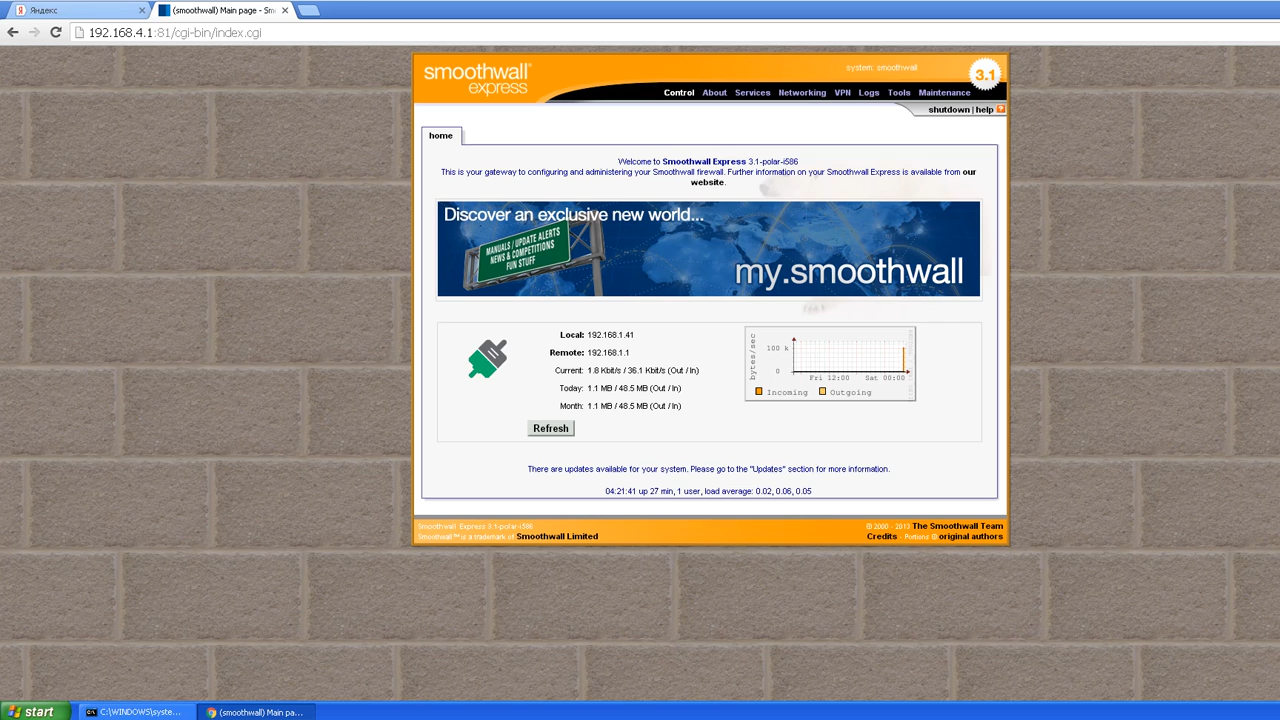 Яндекс
(smoothwall) Main page - Sm
192.168.4.1:81/cgi-bin/index.cgi
smoothwall
express
system: smoothwall
3.1
Control About Services Networking VPN Logs Tools Maintenance
shutdown | help ?
home
Welcome to Smoothwall Express 3.1-polar-i586
This is your gateway to configuring and administering your Smoothwall firewall. Further information on your Smoothwall Express is available from our
website.
Discover an exclusive new world...
MANUALS / UPDATE ALERTS
NEWS & COMPETITIONS
FUN STUFF
my.smoothwall
Local: 192.168.1.41
Remote: 192.168.1.1
Current: 1.8 Kbit/s / 36.1 Kbit/s (Out / In)
Today: 1.1 MB / 48.5 MB (Out / In)
Month: 1.1 MB / 48.5 MB (Out / In)
Refresh
bytes/sec
100 k
0
Fri 12:00 Sat 00:00
Incoming Outgoing
There are updates available for your system. Please go to the "Updates" section for more information.
04:21:41 up 27 min, 1 user, load average: 0.02, 0.06, 0.05
Smoothwall Express 3.1-polar-i586
Smoothwall™ is a trademark of Smoothwall Limited
© 2000 - 2013 The Smoothwall Team
Credits - Portions © original authors
start
C:\WINDOWS\syste...
(smoothwall) Main pa...